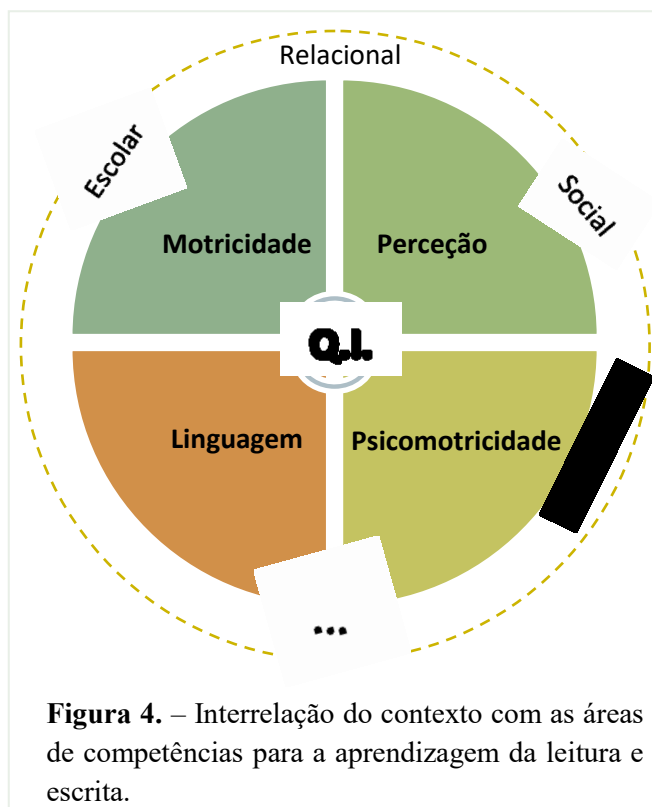 Relacional
Escolar
Social
Motricidade
Perceção
Q.I.
Linguagem
Psicomotricidade
...
Figura 4. – Interrelação do contexto com as áreas
de competências para a aprendizagem da leitura e
escrita.